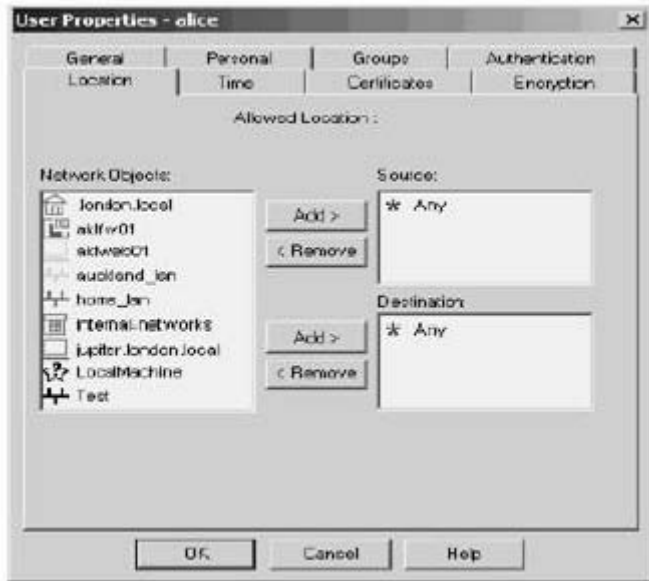 User Properties - alice
General Personal Groups Authentication
Location Time Certificates Encryption
Allowed Location :
Network Objects:
.london.local
aklfw01
aklweb01
auckland_lan
home_lan
internal-networks
jupiter.london.local
LocalMachine
Test
Add >
< Remove
Add >
< Remove
Source:
* Any
Destination
* Any
OK Cancel Help